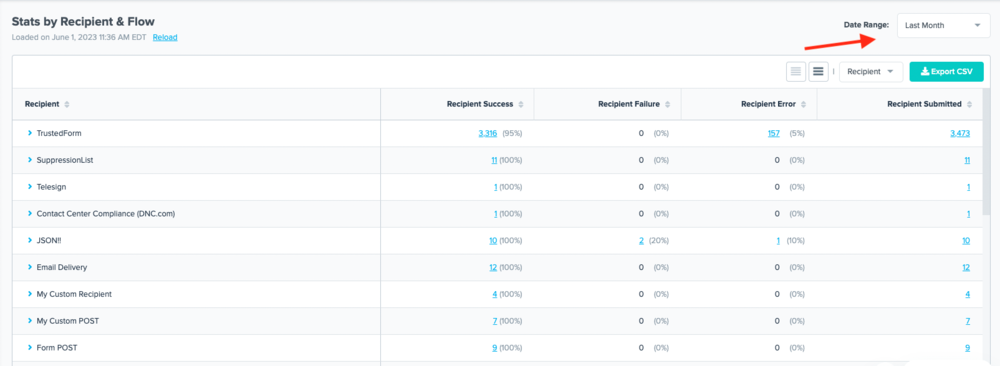 Stats by Recipient & Flow
Date Range: Last Month
Loaded on June 1, 2023 11:36 AM EDT Reload
| Recipient Export CSV
Recipient Recipient Success Recipient Failure Recipient Error Recipient Submitted
TrustedForm 3,316 (95%) 0 (0%) 157 (5%) 3,473
SuppressionList 11 (100%) 0 (0%) 0 (0%) 11
Telesign 1 (100%) 0 (0%) 0 (0%) 1
Contact Center Compliance (DNC.com) 1 (100%) 0 (0%) 0 (0%) 1
JSON!! 10 (100%) 2 (20%) 1 (10%) 10
Email Delivery 12 (100%) 0 (0%) 0 (0%) 12
My Custom Recipient 4 (100%) 0 (0%) 0 (0%) 4
My Custom POST 7 (100%) 0 (0%) 0 (0%) 7
Form POST 9 (100%) 0 (0%) 0 (0%) 9